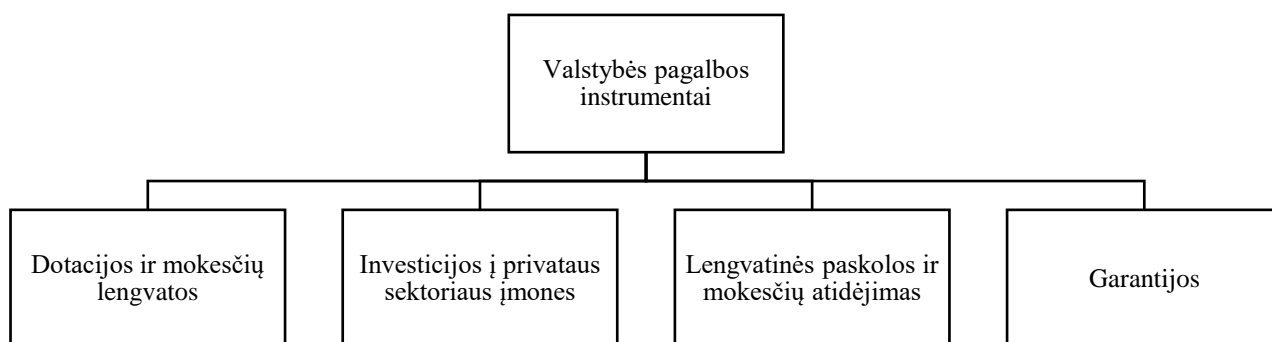 Valstybės pagalbos
instrumentai
Dotacijos ir mokesčių
lengvatos
Investicijos į privataus
sektoriaus įmones
Lengvatinės paskolos ir
mokesčių atidėjimas
Garantijos